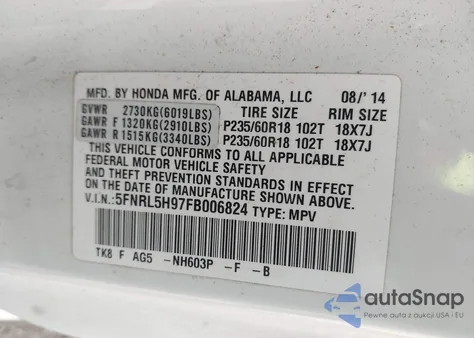 MFD. BY HONDA MFG. OF ALABAMA, LLC 08/'14
GVWR 2730KG(6019LBS) TIRE SIZE RIM SIZE
GAWR F 1320KG(2910LBS) P235/60R18 102T 18X7J
GAWR R 1515KG(3340LBS) P235/60R18 102T 18X7J
THIS VEHICLE CONFORMS TO ALL APPLICABLE
FEDERAL MOTOR VEHICLE SAFETY
AND THEFT PREVENTION STANDARDS IN EFFECT ON
THE DATE OF MANUFACTURE SHOWN ABOVE.
V.I.N.: 5FNRL5H97FB006824 TYPE: MPV
TK8 F AG5 -NH603P -F -B
autoSnap
Pewne auta z aukcji USA i EU